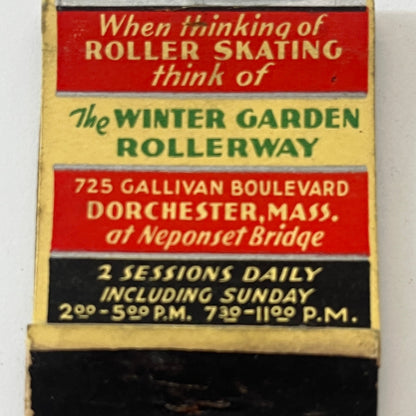 When thinking of
ROLLER SKATING
think of
The WINTER GARDEN
ROLLERWAY
725 GALLIVAN BOULEVARD
DORCHESTER, MASS.
at Neponset Bridge
2 SESSIONS DAILY
INCLUDING SUNDAY
2:00-5:00 P.M. 7:30-11:00 P.M.